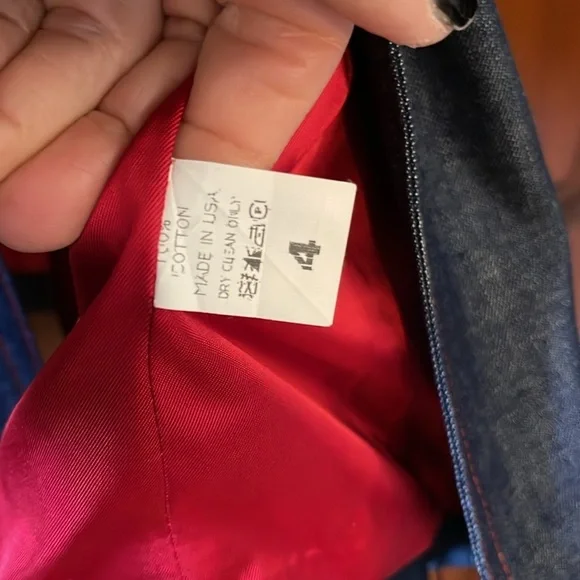 100%
COTTON
MADE IN USA
DRY CLEAN ONLY
4